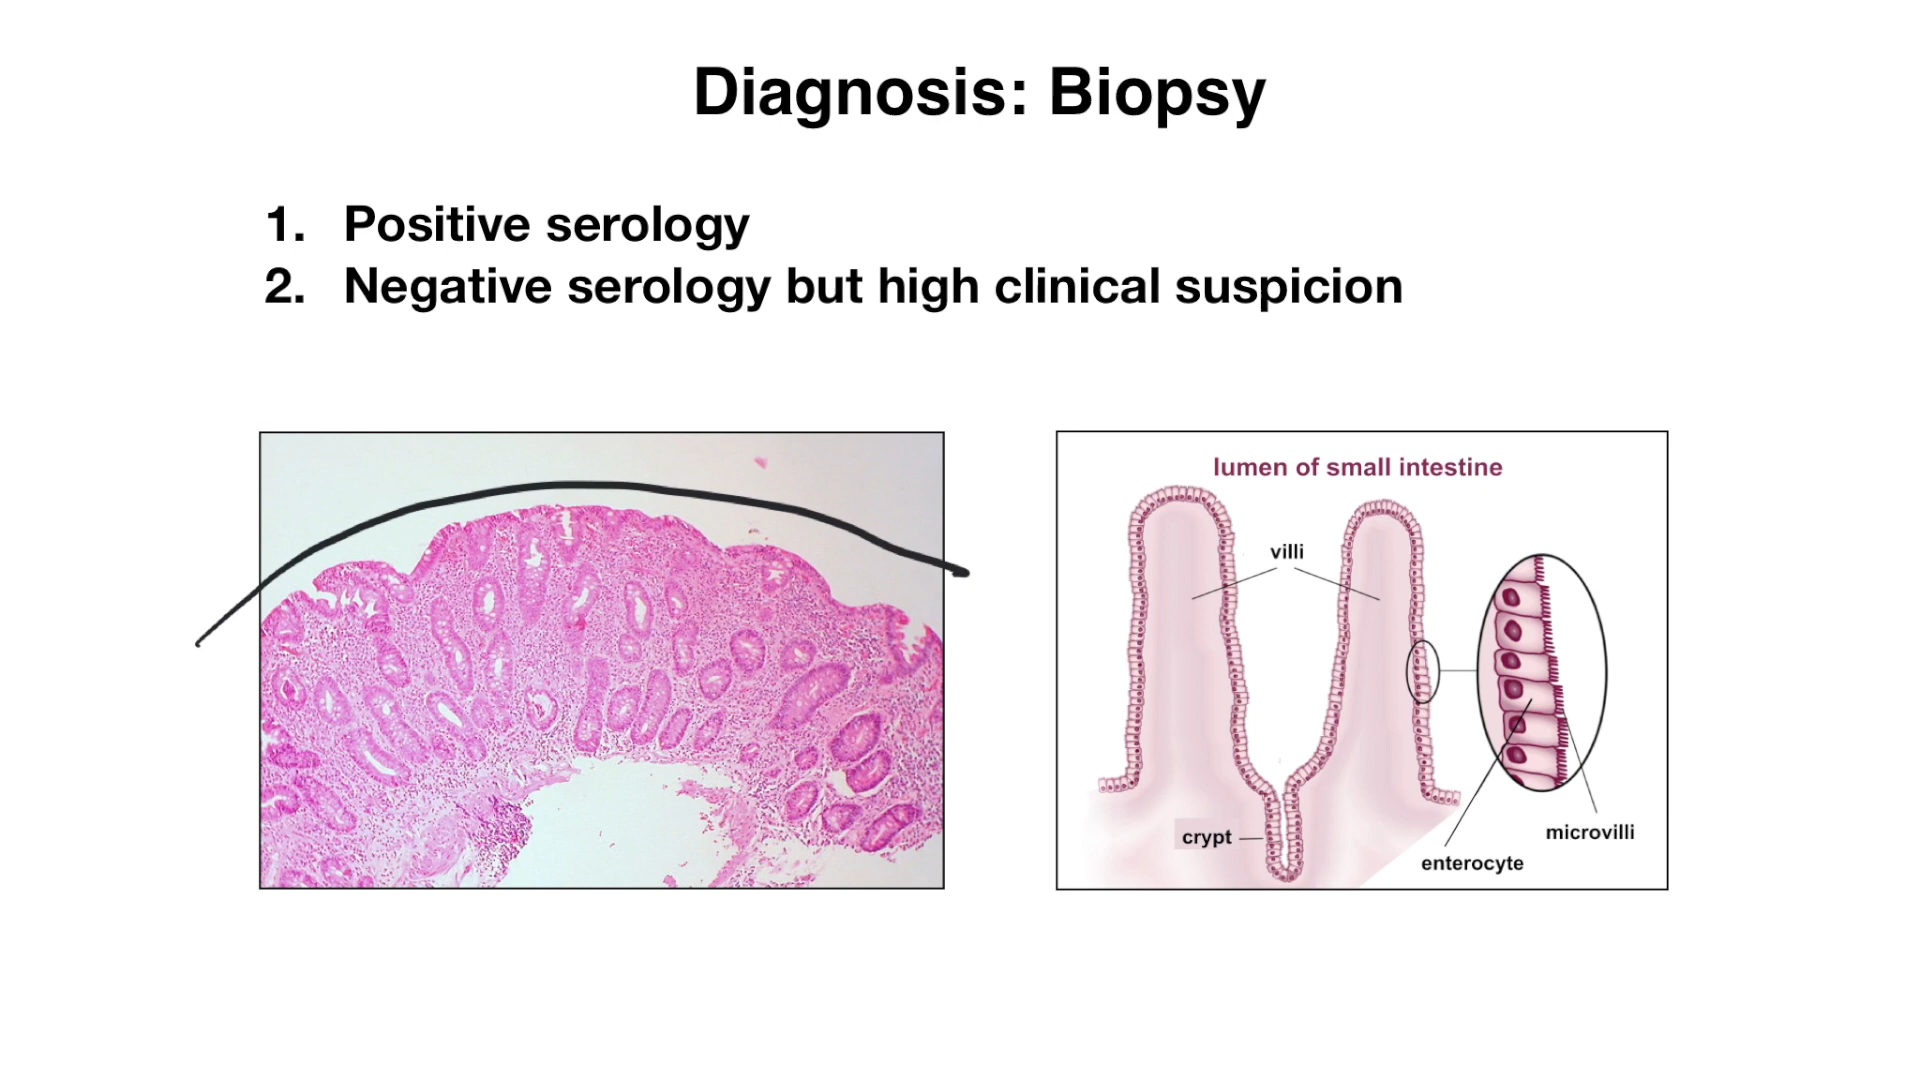 Diagnosis: Biopsy
1. Positive serology
2. Negative serology but high clinical suspicion
lumen of small intestine
villi
crypt
microvilli
enterocyte